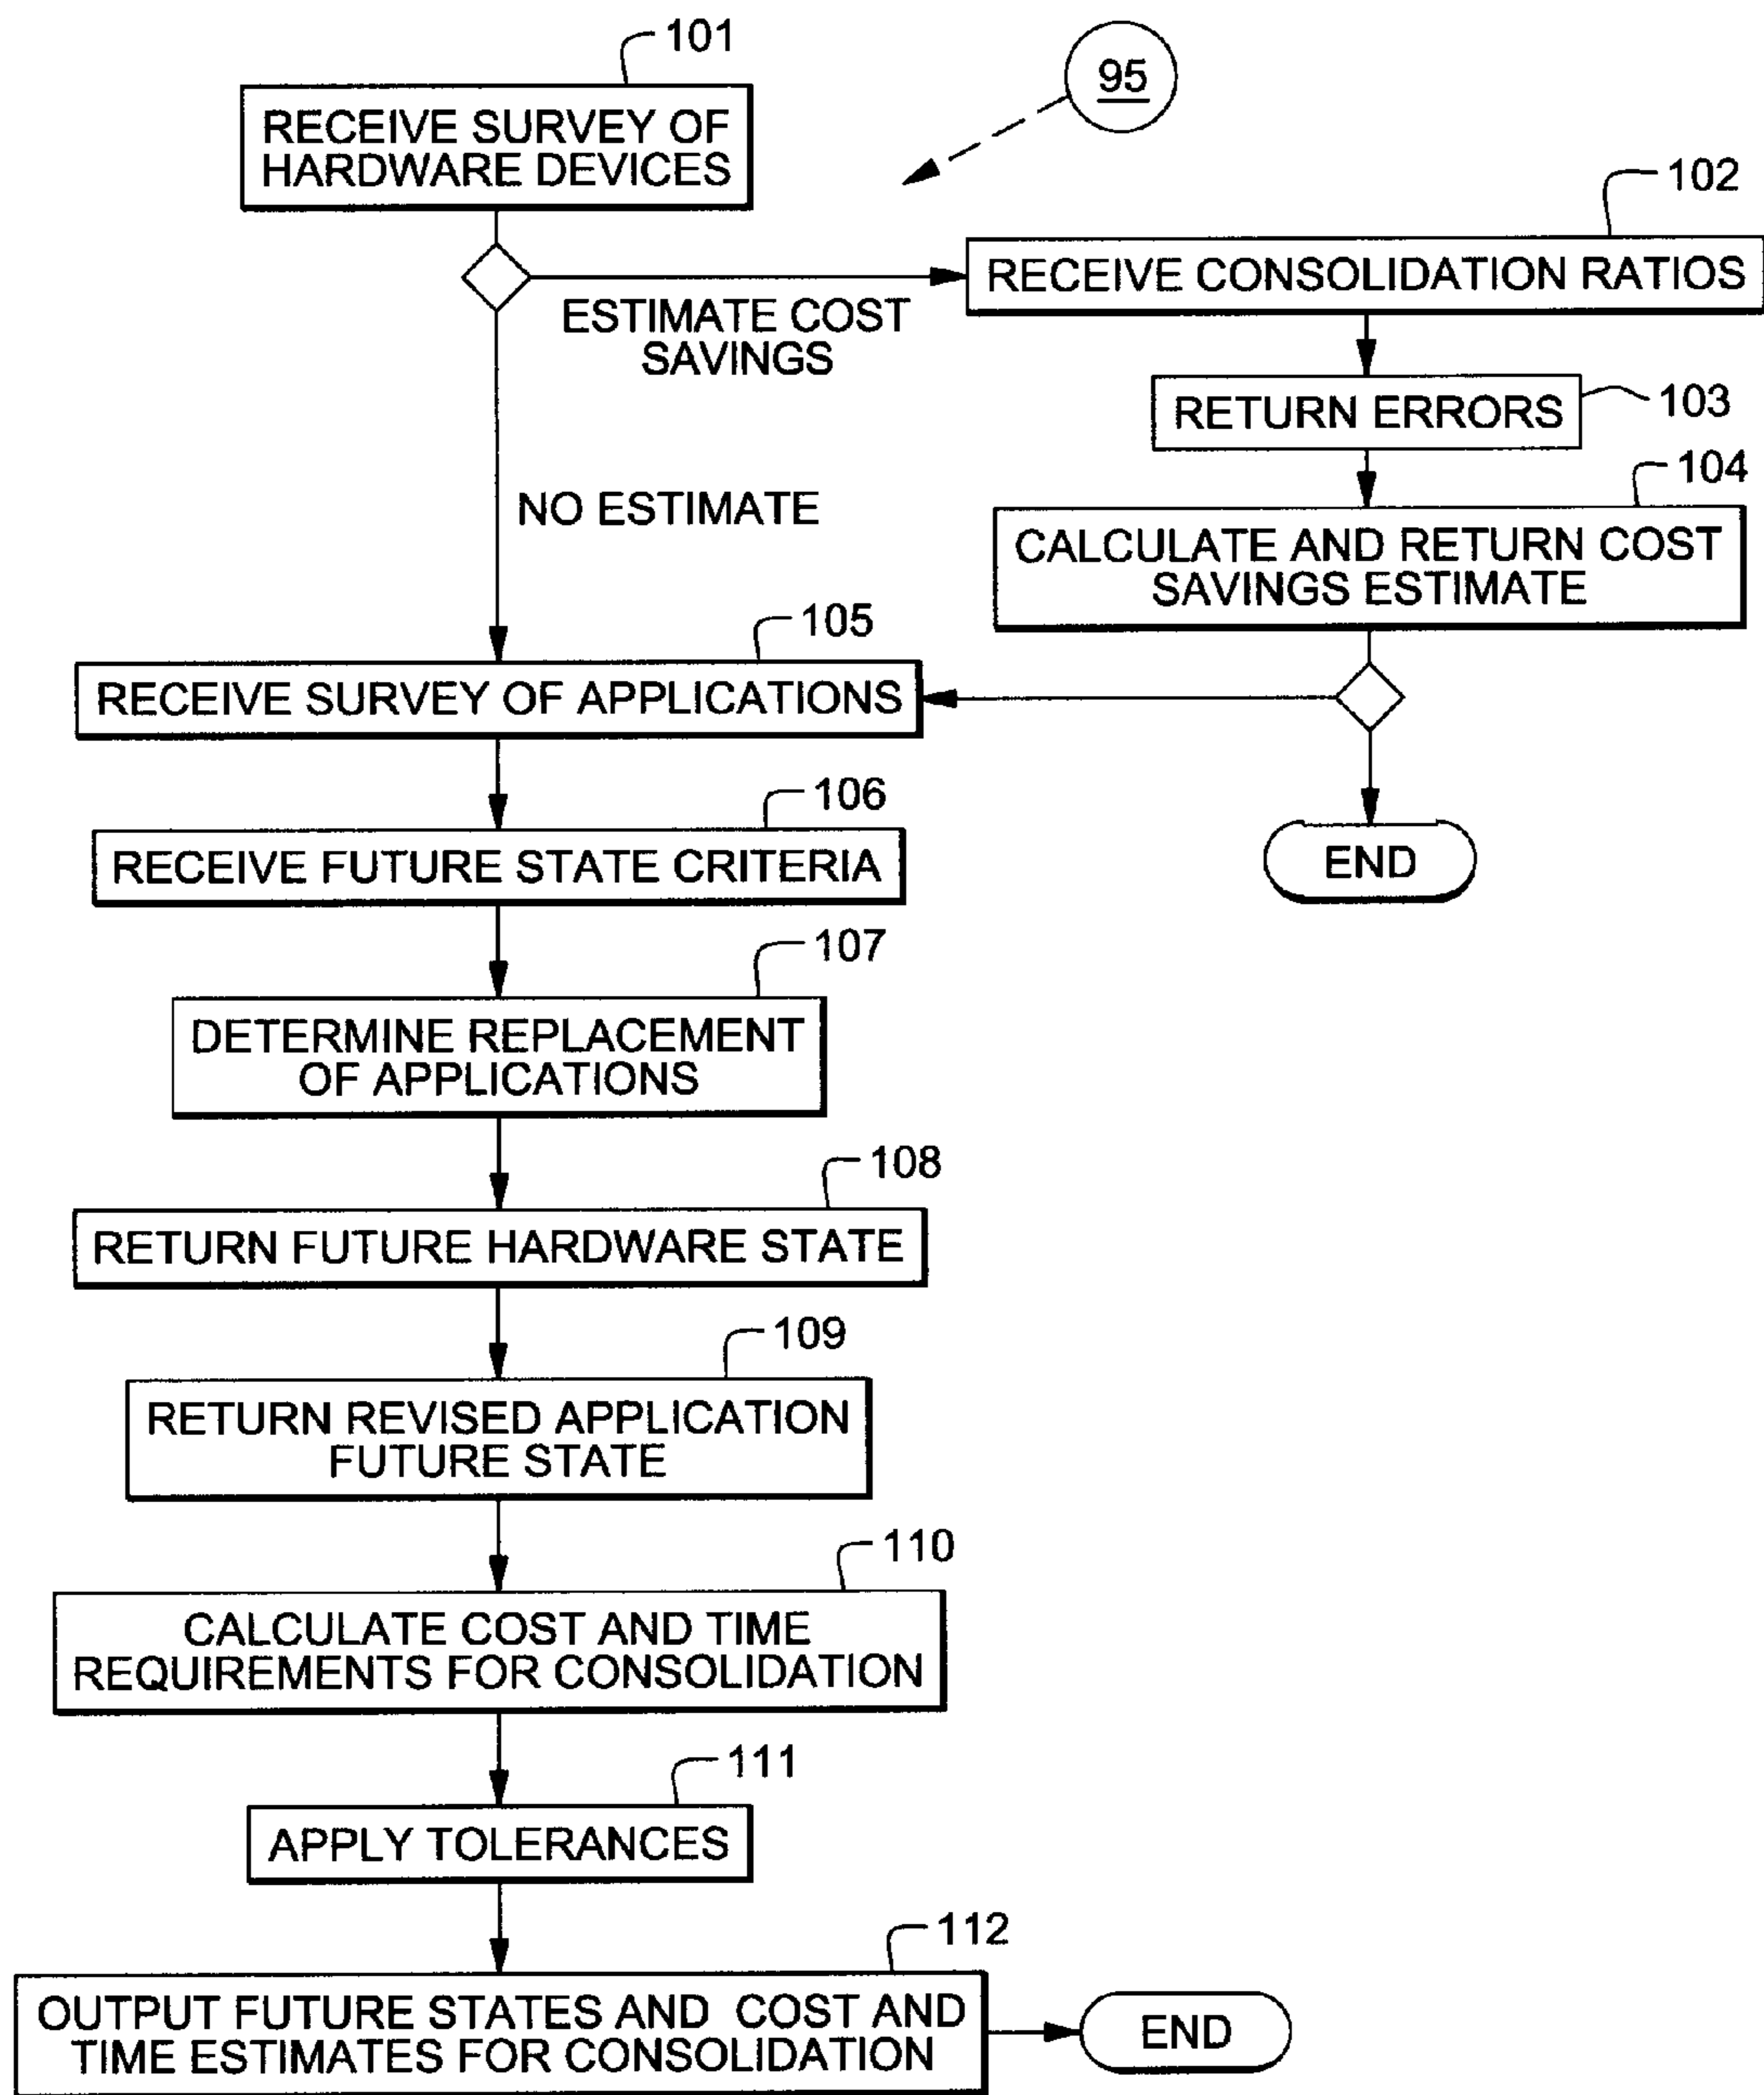 101
RECEIVE SURVEY OF
HARDWARE DEVICES
95
102
RECEIVE CONSOLIDATION RATIOS
ESTIMATE COST
SAVINGS
103
RETURN ERRORS
NO ESTIMATE
104
CALCULATE AND RETURN COST
SAVINGS ESTIMATE
105
RECEIVE SURVEY OF APPLICATIONS
106
RECEIVE FUTURE STATE CRITERIA
END
107
DETERMINE REPLACEMENT
OF APPLICATIONS
108
RETURN FUTURE HARDWARE STATE
109
RETURN REVISED APPLICATION
FUTURE STATE
110
CALCULATE COST AND TIME
REQUIREMENTS FOR CONSOLIDATION
111
APPLY TOLERANCES
112
OUTPUT FUTURE STATES AND COST AND
TIME ESTIMATES FOR CONSOLIDATION
END